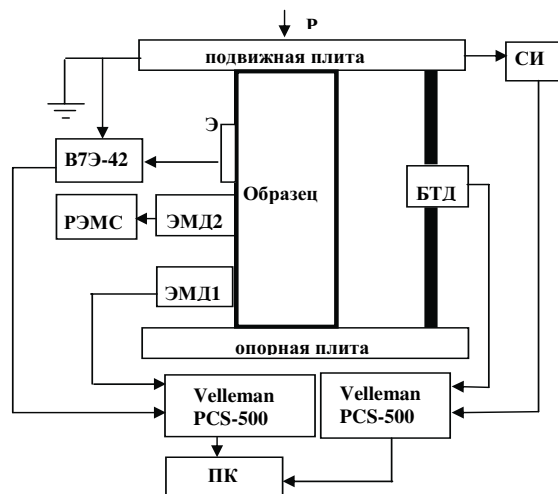 Р
подвижная плита
СИ
Э
В7Э-42
Образец
БТД
РЭМС
ЭМД2
ЭМД1
опорная плита
Velleman
PCS-500
Velleman
PCS-500
ПК